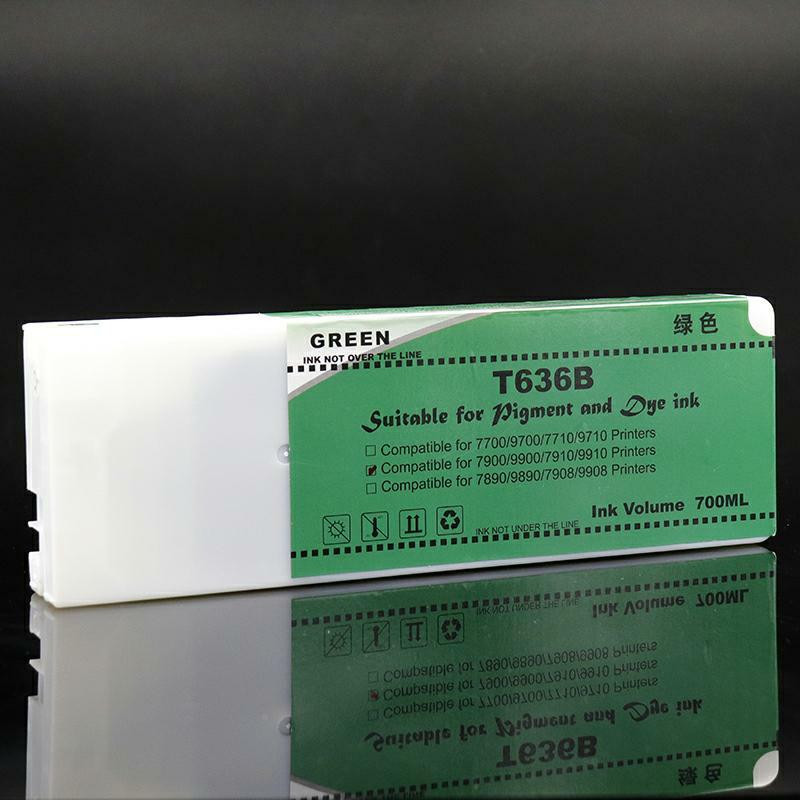 GREEN
绿色
INK NOT OVER THE LINE
T636B
Suitable for Pigment and Dye ink
Compatible for 7700/9700/7710/9710 Printers
Compatible for 7900/9900/7910/9910 Printers
Compatible for 7890/9890/7908/9908 Printers
Ink Volume 700ML
INK NOT UNDER THE LINE